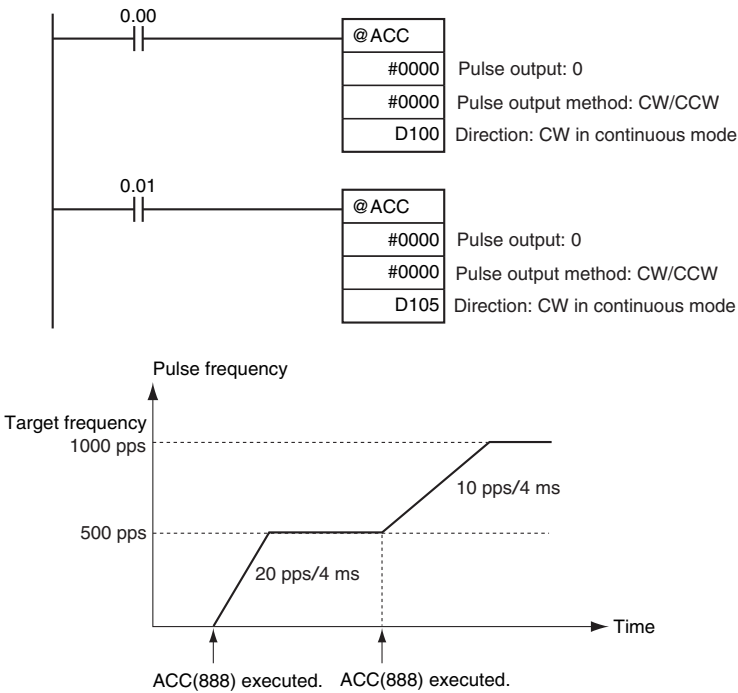 0.00
@ACC
#0000 Pulse output: 0
#0000 Pulse output method: CW/CCW
D100 Direction: CW in continuous mode
0.01
@ACC
#0000 Pulse output: 0
#0000 Pulse output method: CW/CCW
D105 Direction: CW in continuous mode
Pulse frequency
Target frequency
1000 pps
10 pps/4 ms
500 pps
20 pps/4 ms
Time
ACC(888) executed. ACC(888) executed.